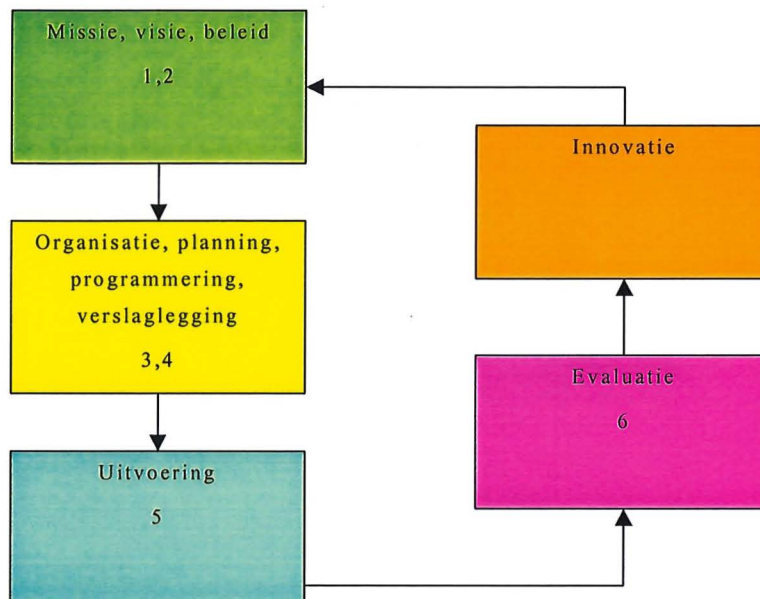 Missie, visie, beleid
1,2
Organisatie, planning,
programmering,
verslaglegging
3,4
Uitvoering
5
Evaluatie
6
Innovatie